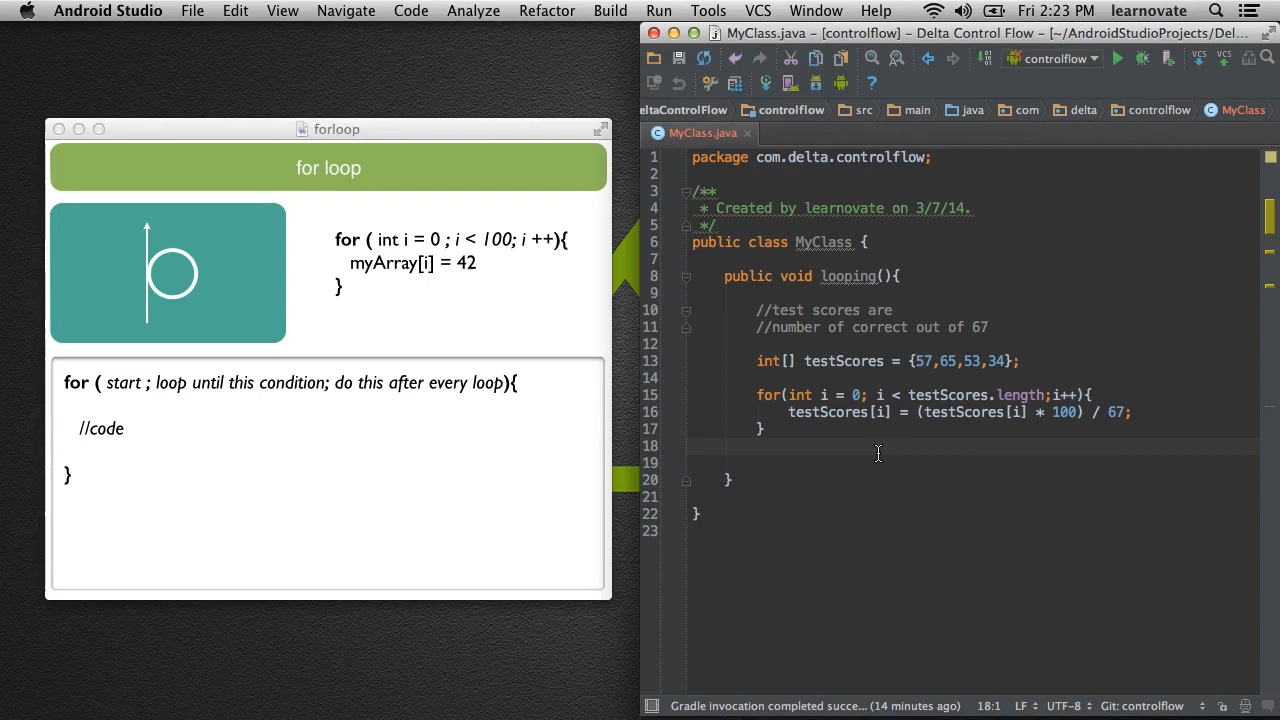 Android Studio File Edit View Navigate Code Analyze Refactor Build Run Tools VCS Window Help Fri 2:23 PM learnovate
MyClass.java – [controlflow] – Delta Control Flow – [~/AndroidStudioProjects/Del...
controlflow
VCS VCS
eltaControlFlow controlflow src main java com delta controlflow MyClass
MyClass.java
forloop
for loop
for ( int i = 0 ; i < 100; i ++){
myArray[i] = 42
}
for ( start ; loop until this condition; do this after every loop){
//code
}
1 package com.delta.controlflow;
2
3 /**
4 * Created by learnovate on 3/7/14.
5 */
6 public class MyClass {
7
8 public void looping(){
9
10 //test scores are
11 //number of correct out of 67
12
13 int[] testScores = {57,65,53,34};
14
15 for(int i = 0; i < testScores.length;i++){
16 testScores[i] = (testScores[i] * 100) / 67;
17 }
18
19
20 }
21
22 }
23
Gradle invocation completed succe... (14 minutes ago) 18:1 LF UTF-8 Git: controlflow